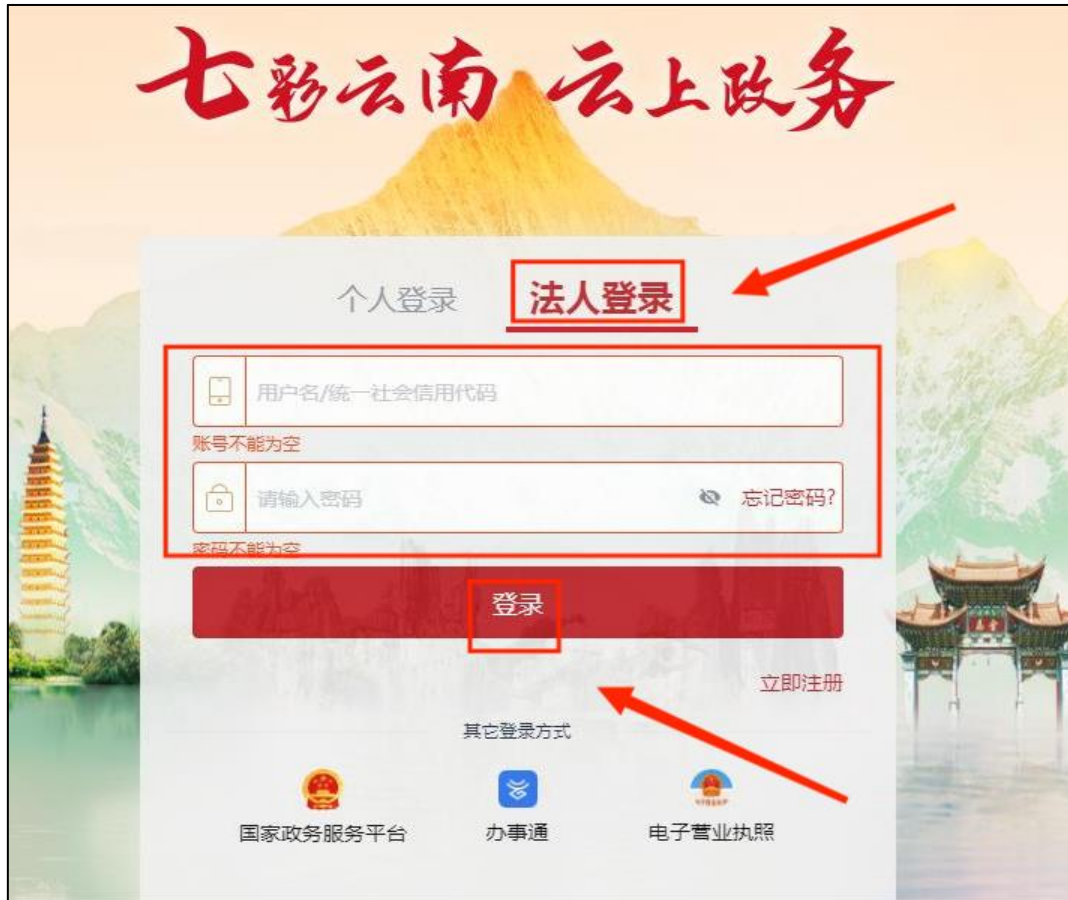 七彩云南 云上政务
个人登录 法人登录
用户名/统一社会信用代码
账号不能为空
请输入密码 忘记密码?
密码不能为空
登录
立即注册
其它登录方式
国家政务服务平台 办事通 电子营业执照